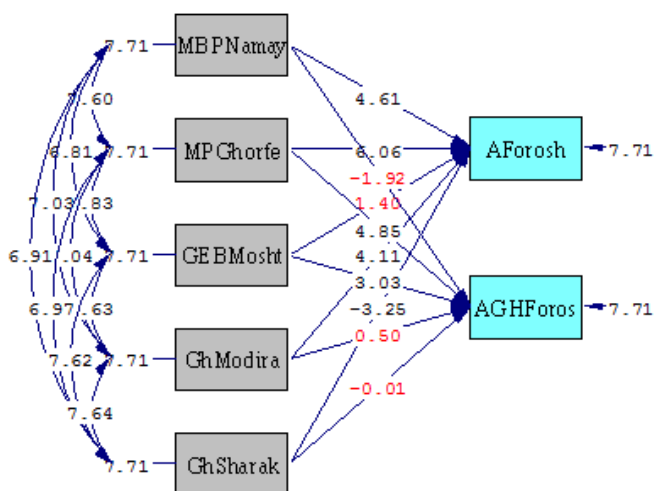 7.71 MBPNamay
7.60
4.61
6.81 7.71 MPGhorfe 6.06 AForosh 7.71
-1.92
7.03 .83 1.40
4.85
6.91 .04 7.71 GEBMosht 4.11
3.03
6.97 .63 -3.25 AGHForos 7.71
0.50
7.62 7.71 GhModira
-0.01
7.64
7.71 GhSharak